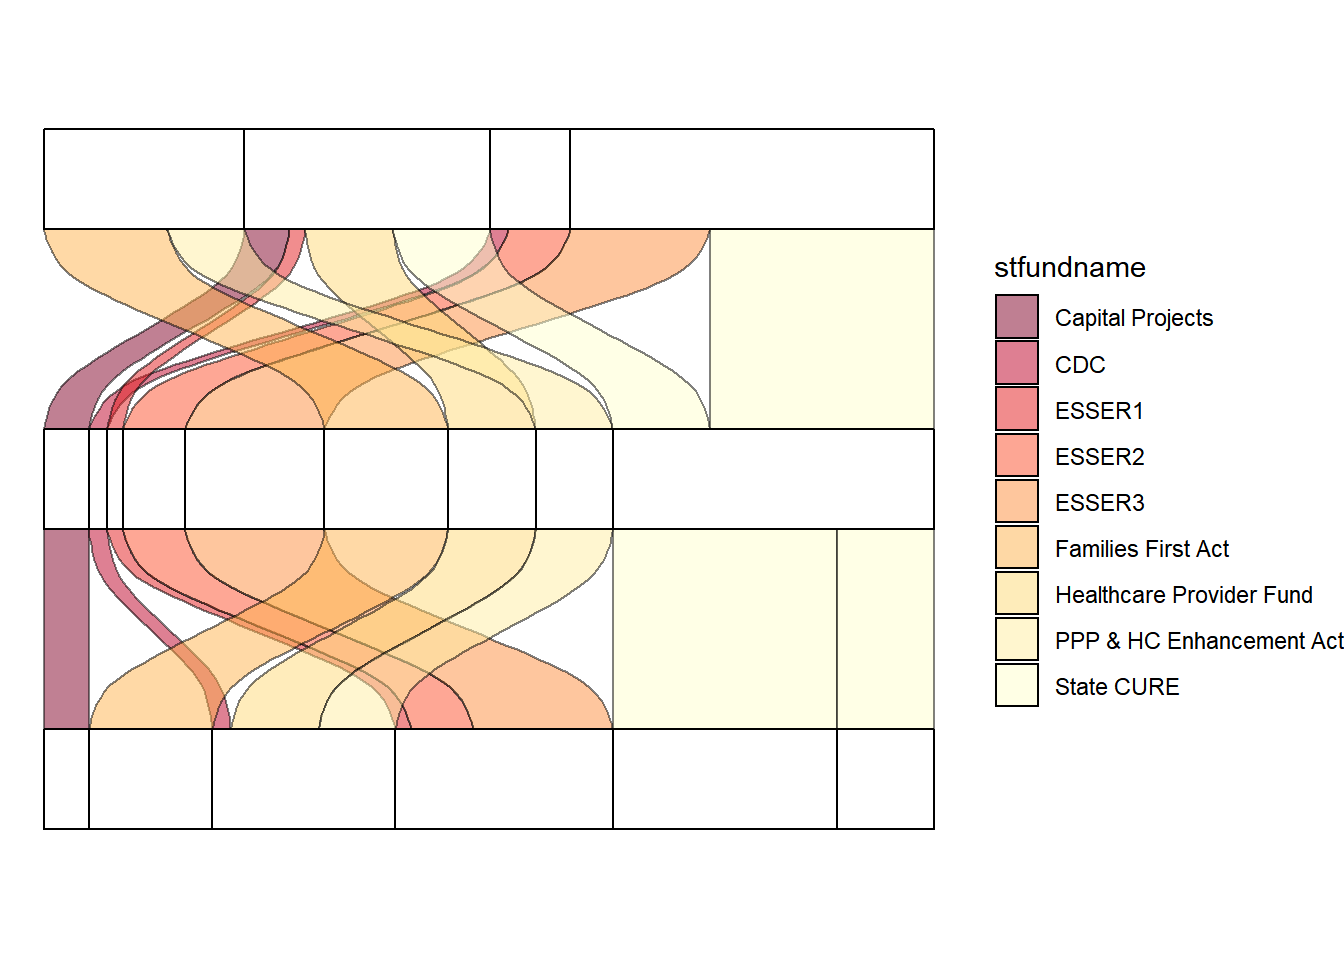 stfundname
Capital Projects
CDC
ESSER1
ESSER2
ESSER3
Families First Act
Healthcare Provider Fund
PPP & HC Enhancement Act
State CURE